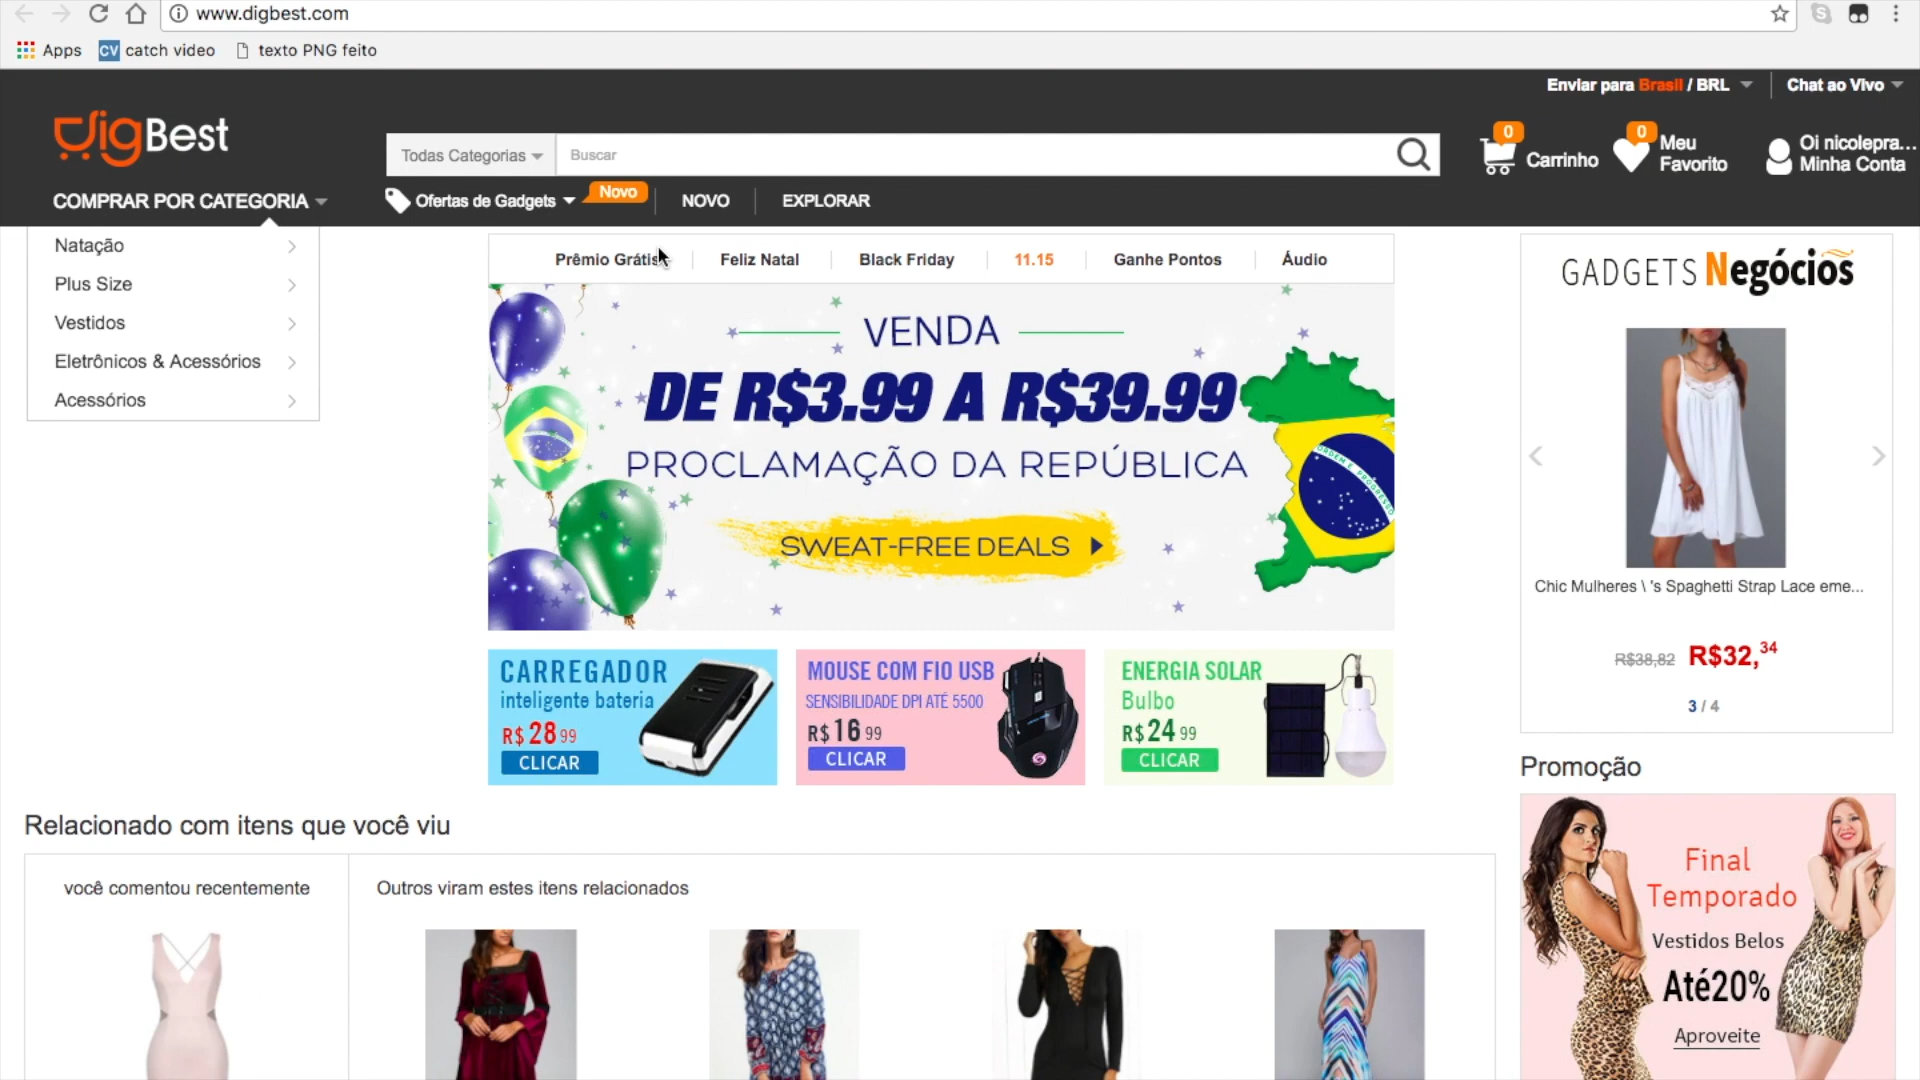 www.digbest.com
Apps
CV catch video
texto PNG feito
Enviar para Brasil / BRL
Chat ao Vivo
DigBest
Todas Categorias
Buscar
0
Carrinho
0
Meu
Favorito
Oi nicolepra...
Minha Conta
COMPRAR POR CATEGORIA
Ofertas de Gadgets
Novo
NOVO
EXPLORAR
Natação
Plus Size
Vestidos
Eletrônicos & Acessórios
Acessórios
Prêmio Grátis
Feliz Natal
Black Friday
11.15
Ganhe Pontos
Áudio
VENDA
DE R$3.99 A R$39.99
PROCLAMAÇÃO DA REPÚBLICA
SWEAT-FREE DEALS
ORDEM E PROGRESSO
GADGETS Negócios
Chic Mulheres \ 's Spaghetti Strap Lace eme...
R$38,82 R$32,34
3 / 4
CARREGADOR
inteligente bateria
R$ 28 99
CLICAR
MOUSE COM FIO USB
SENSIBILIDADE DPI ATÉ 5500
R$ 16 99
CLICAR
ENERGIA SOLAR
Bulbo
R$ 24 99
CLICAR
Promoção
Final
Temporado
Vestidos Belos
Até20%
Aproveite
Relacionado com itens que você viu
você comentou recentemente
Outros viram estes itens relacionados